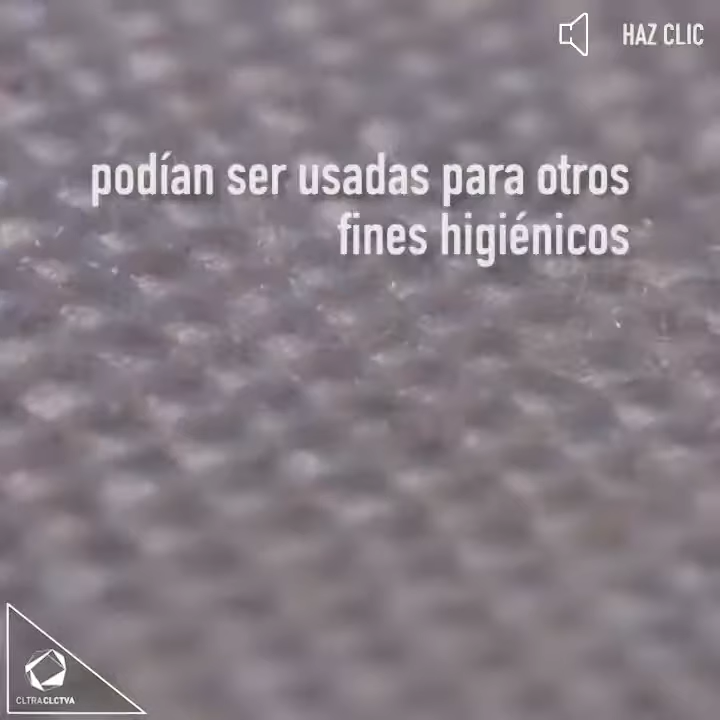 HAZ CLIC
podían ser usadas para otros
fines higiénicos
CLTRACLCTVA